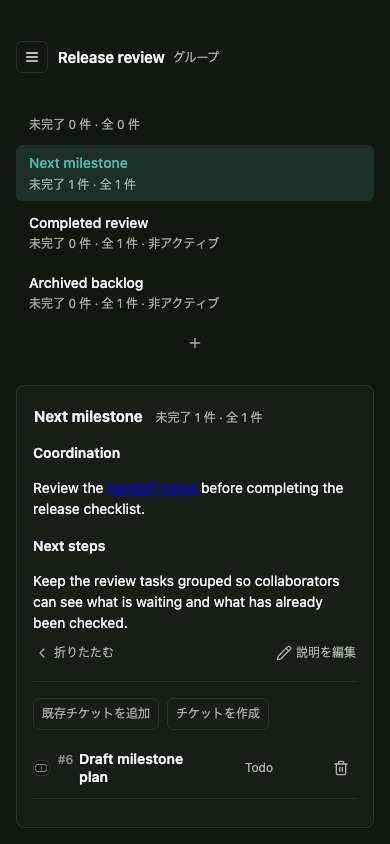 Release review グループ
未完了 0 件 · 全 0 件
Next milestone
未完了 1 件 · 全 1 件
Completed review
未完了 0 件 · 全 1 件 · 非アクティブ
Archived backlog
未完了 0 件 · 全 1 件 · 非アクティブ
+
Next milestone 未完了 1 件 · 全 1 件
Coordination
Review the handoff notes before completing the
release checklist.
Next steps
Keep the review tasks grouped so collaborators
can see what is waiting and what has already
been checked.
折りたたむ 説明を編集
既存チケットを追加 チケットを作成
#6 Draft milestone Todo
plan